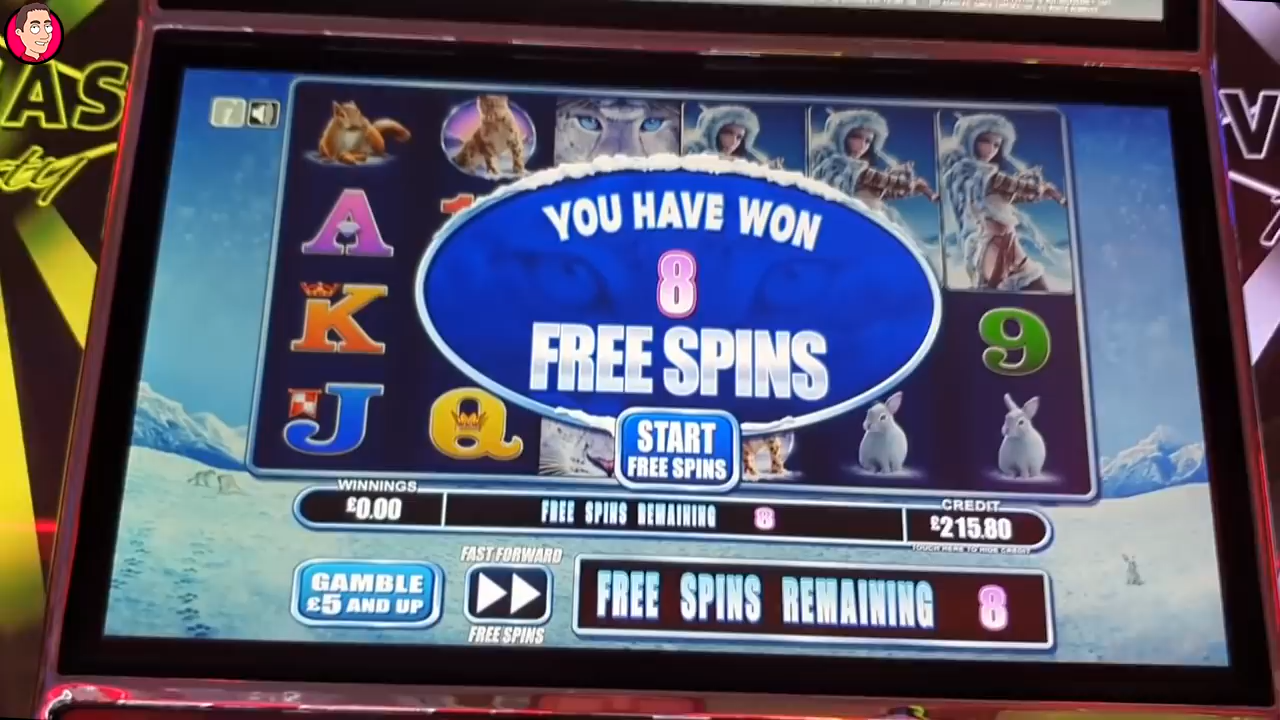 AS
V
YOU HAVE WON
8
FREE SPINS
START
FREE SPINS
A
K
J
Q
9
WINNINGS
£0.00
FREE SPINS REMAINING 8
CREDIT
£215.80
TOUCH HERE TO HIDE CREDIT
GAMBLE
£5 AND UP
FAST FORWARD
FREE SPINS
FREE SPINS REMAINING 8